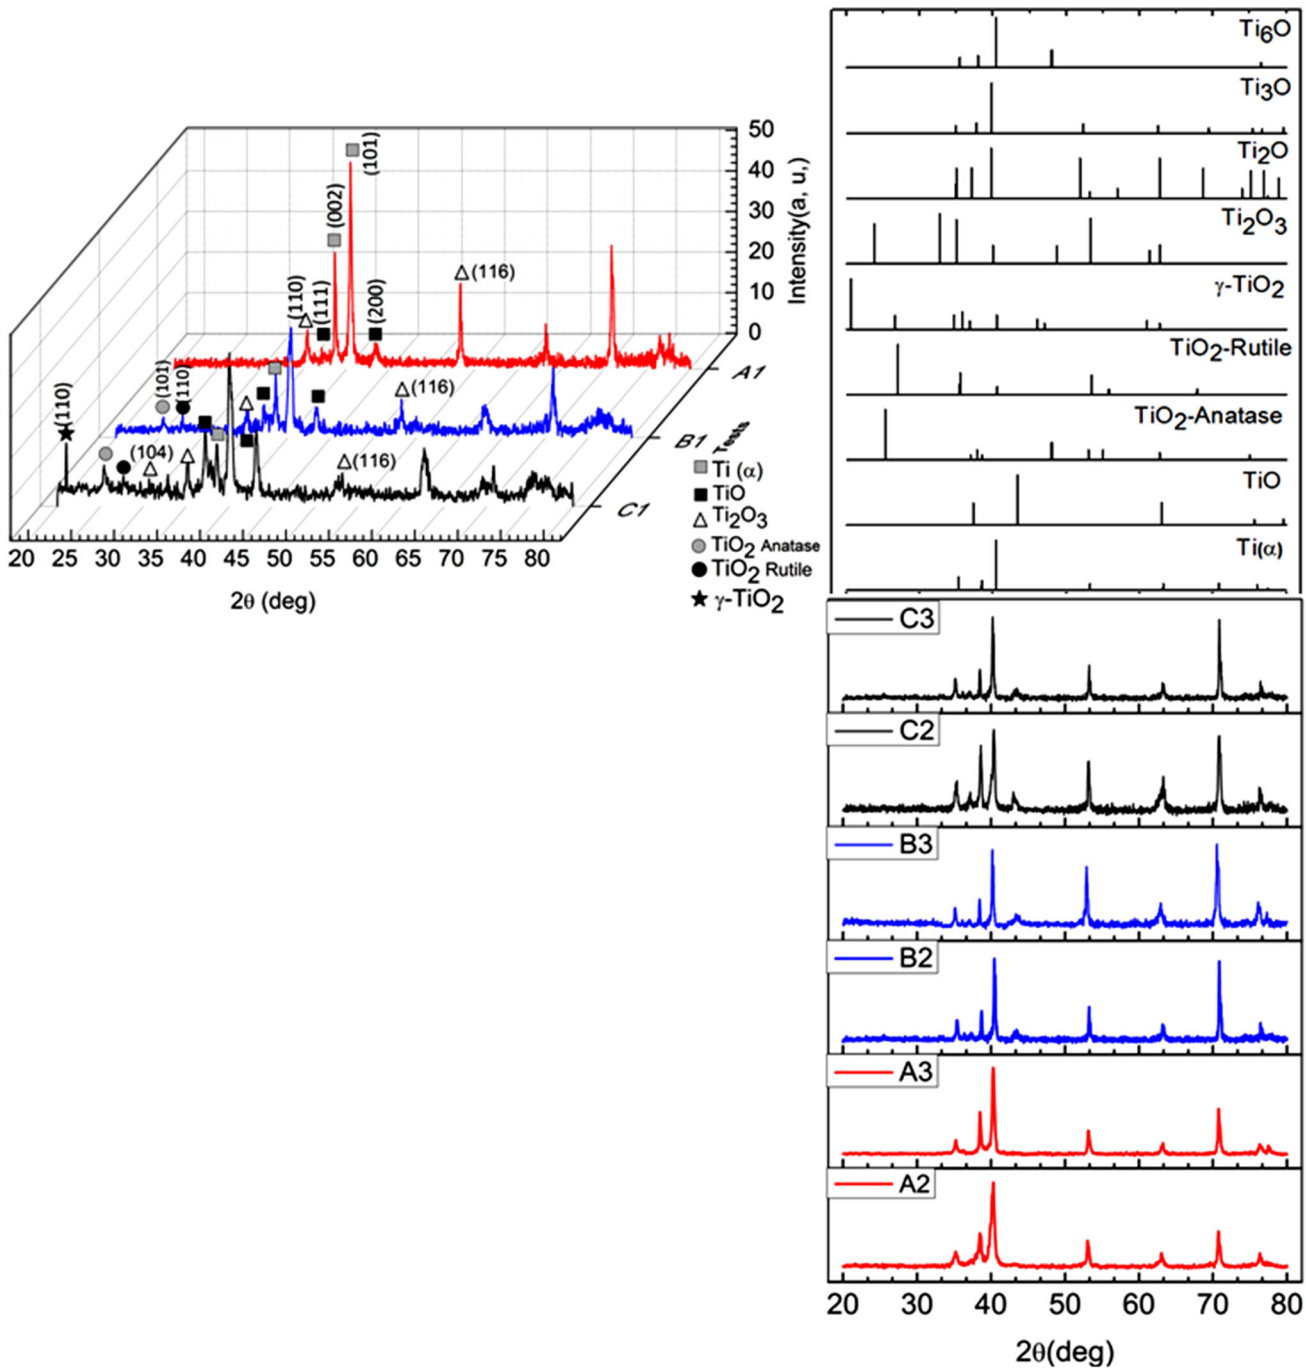 50
40
30
20
10
0
Intensity(a, u,)
(101)
(002)
(110)
(111)
(200)
(116)
A1
(101)
(110)
(116)
B1
Tests
(110)
(104)
(116)
C1
20 25 30 35 40 45 50 55 60 65 70 75 80
2θ (deg)
Ti (α)
TiO
Ti2O3
TiO2 Anatase
TiO2 Rutile
γ-TiO2
Ti6O
Ti3O
Ti2O
Ti2O3
γ-TiO2
TiO2-Rutile
TiO2-Anatase
TiO
Ti(α)
C3
C2
B3
B2
A3
A2
20 30 40 50 60 70 80
2θ(deg)